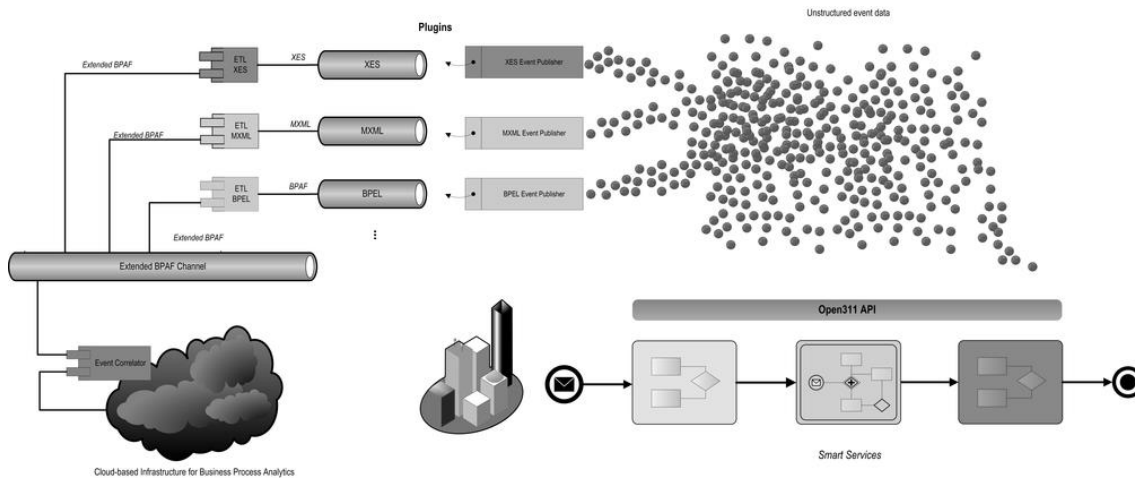 Unstructured event data
Plugins
ETL
XES
XES
XES
XES Event Publisher
Extended BPAF
ETL
MXML
MXML
MXML
MXML Event Publisher
Extended BPAF
ETL
BPEL
BPAF
BPEL
BPEL Event Publisher
Extended BPAF
Extended BPAF Channel
Open311 API
Event Correlator
Smart Services
Cloud-based Infrastructure for Business Process Analytics